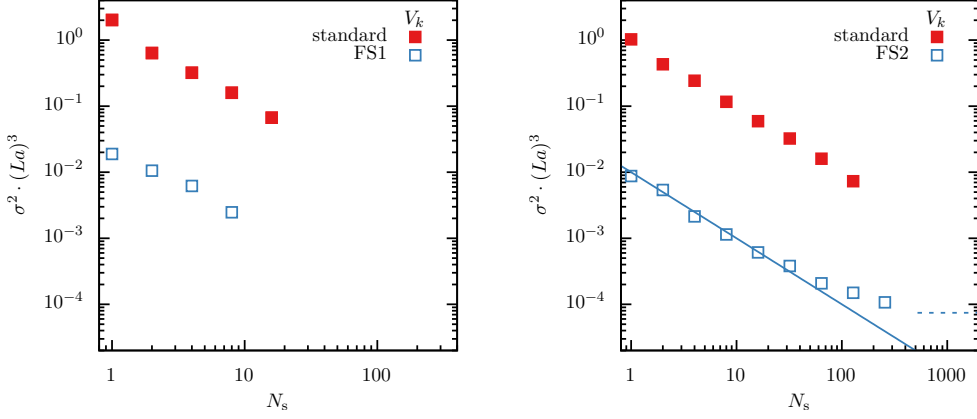 V_k
standard
FS1
10^0
10^{-1}
10^{-2}
10^{-3}
10^{-4}
σ^2 · (La)^3
1
10
100
N_s
V_k
standard
FS2
10^0
10^{-1}
10^{-2}
10^{-3}
10^{-4}
σ^2 · (La)^3
1
10
100
1000
N_s